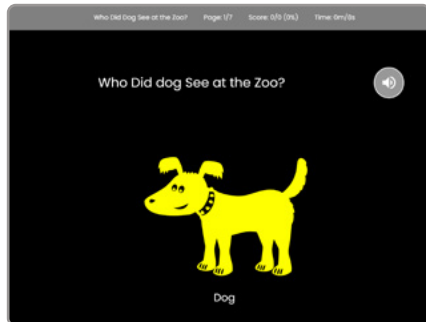 Who Did Dog See at the Zoo? Page: 1/7 Score: 0/0 (0%) Time: 0m/0s
Who Did dog See at the Zoo?
Dog